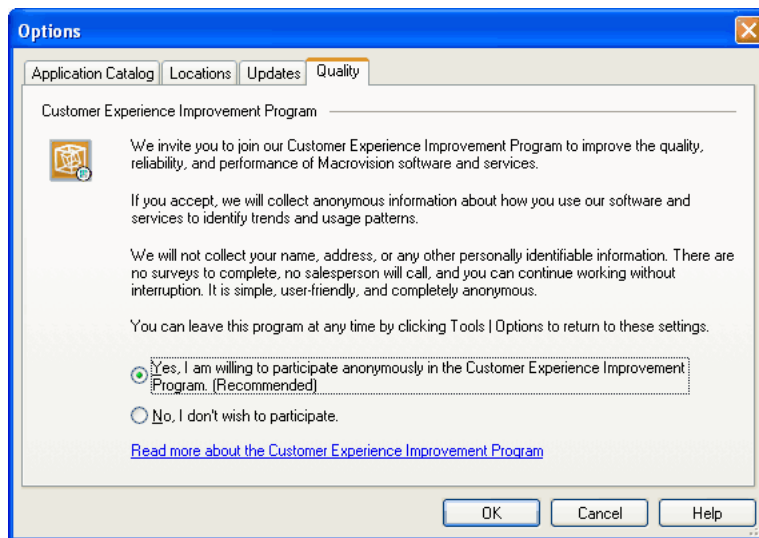 Options
Application Catalog Locations Updates Quality
Customer Experience Improvement Program
We invite you to join our Customer Experience Improvement Program to improve the quality,
reliability, and performance of Macrovision software and services.
If you accept, we will collect anonymous information about how you use our software and
services to identify trends and usage patterns.
We will not collect your name, address, or any other personally identifiable information. There are
no surveys to complete, no salesperson will call, and you can continue working without
interruption. It is simple, user-friendly, and completely anonymous.
You can leave this program at any time by clicking Tools | Options to return to these settings.
Yes, I am willing to participate anonymously in the Customer Experience Improvement
Program. (Recommended)
No, I don't wish to participate.
Read more about the Customer Experience Improvement Program
OK Cancel Help